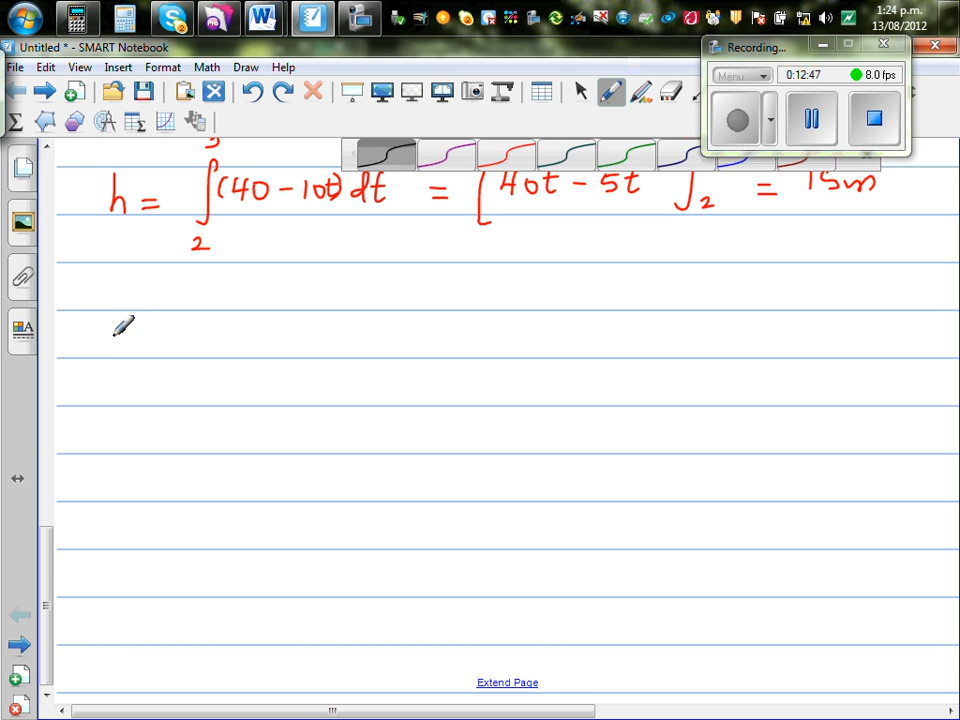 1:24 p.m.
13/08/2012
Untitled * - SMART Notebook
Recording...
File Edit View Insert Format Math Draw Help
Menu 0:12:47 8.0 fps
h = ∫ (40 - 10t) dt = [ 40t - 5t ]₂ = 15m
2
Extend Page